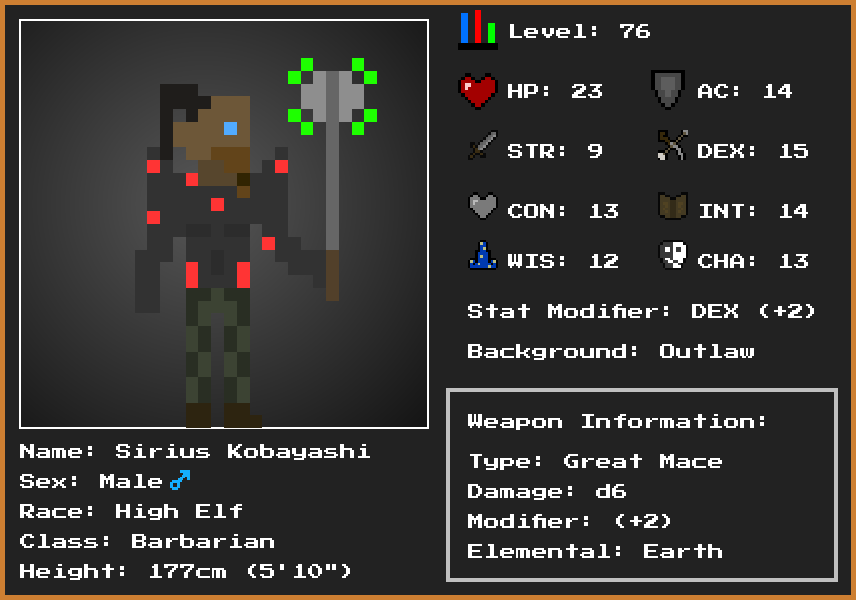 Level: 76
HP: 23
AC: 14
STR: 9
DEX: 15
CON: 13
INT: 14
WIS: 12
CHA: 13
Stat Modifier: DEX (+2)
Background: Outlaw
Weapon Information:
Type: Great Mace
Damage: d6
Modifier: (+2)
Elemental: Earth
Name: Sirius Kobayashi
Sex: Male ♂
Race: High Elf
Class: Barbarian
Height: 177cm (5'10")